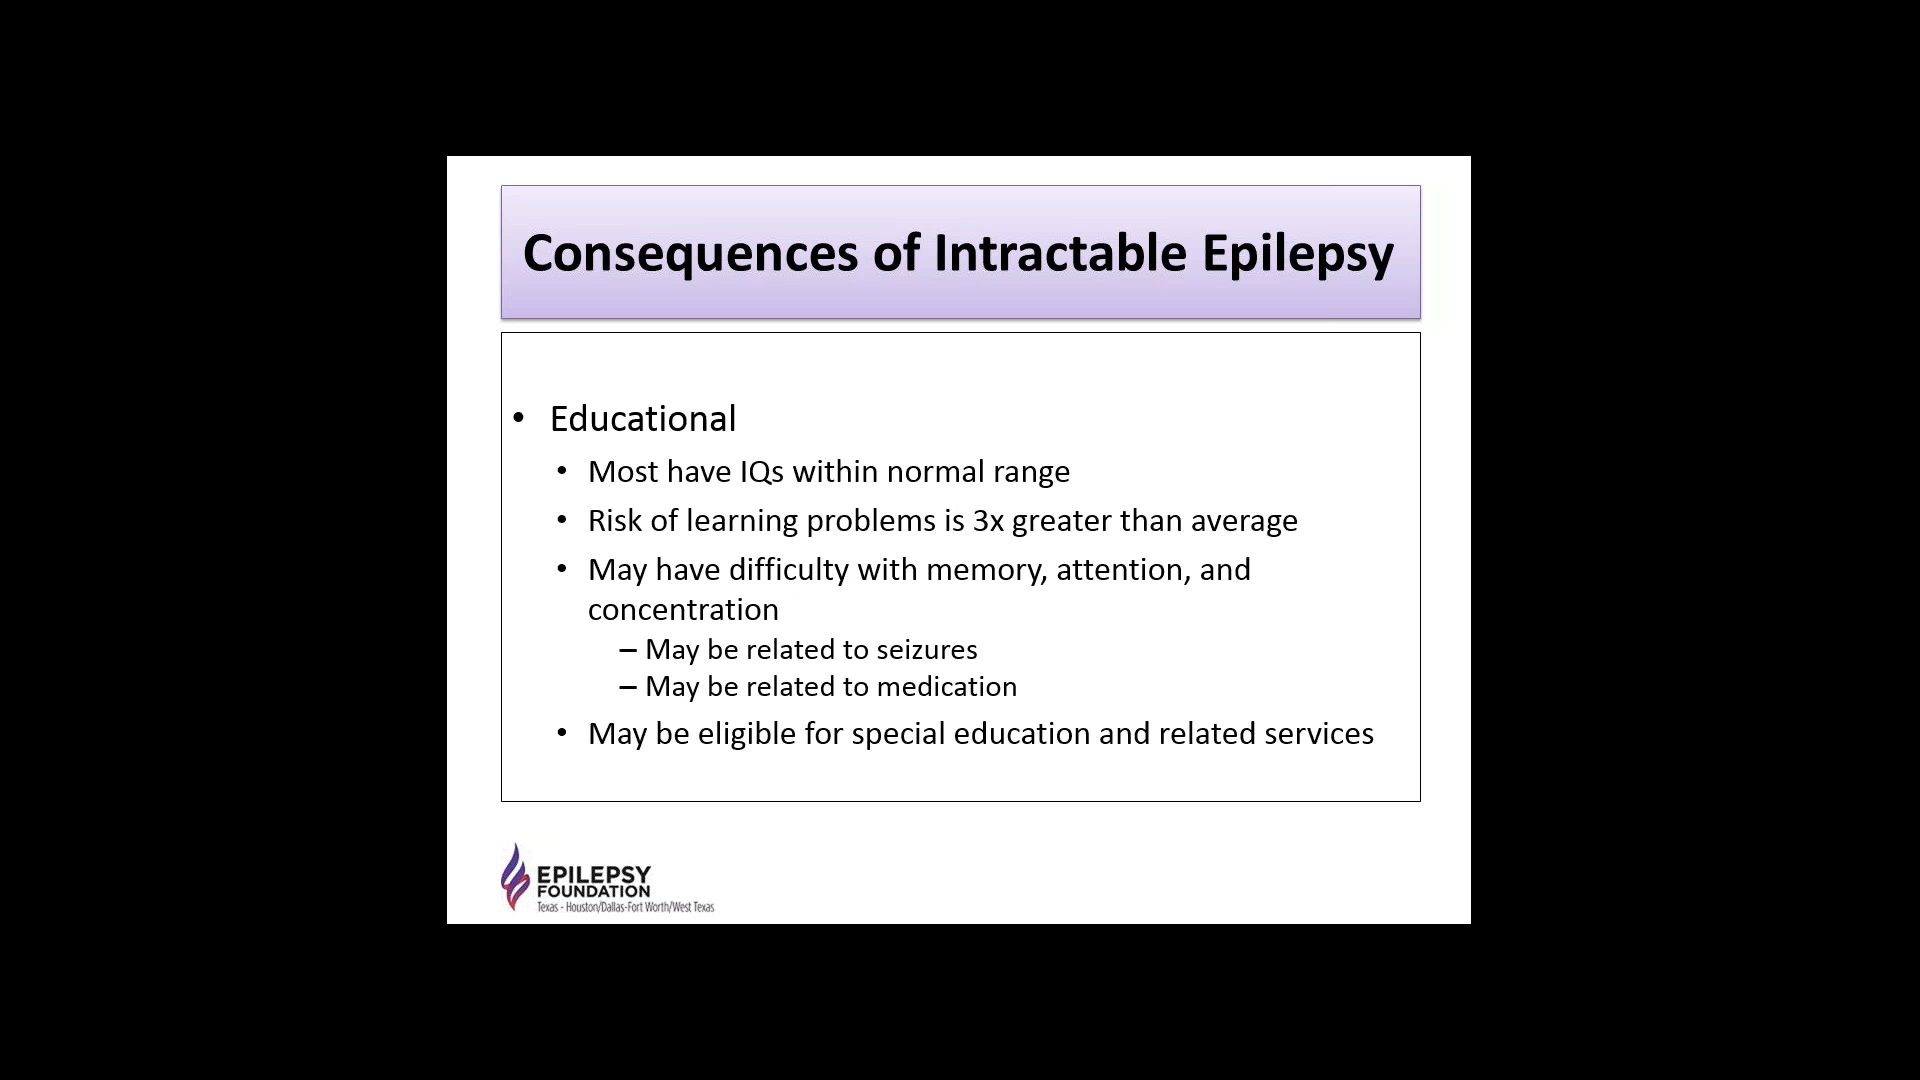 Consequences of Intractable Epilepsy
• Educational
• Most have IQs within normal range
• Risk of learning problems is 3x greater than average
• May have difficulty with memory, attention, and
concentration
– May be related to seizures
– May be related to medication
• May be eligible for special education and related services
EPILEPSY
FOUNDATION
Texas - Houston/Dallas-Fort Worth/West Texas